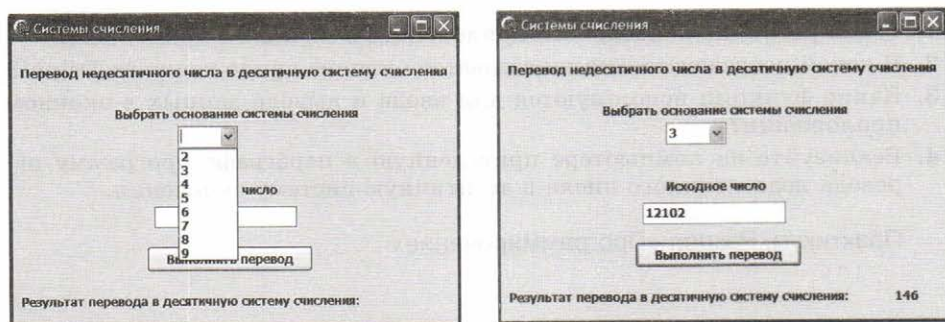 Системы счисления
Перевод недесятичного числа в десятичную систему счисления
Выбрать основание системы счисления
2
3
4
5
6
7
8
9
число
Выполнить перевод
Результат перевода в десятичную систему счисления:
Системы счисления
Перевод недесятичного числа в десятичную систему счисления
Выбрать основание системы счисления
3
Исходное число
12102
Выполнить перевод
Результат перевода в десятичную систему счисления: 146